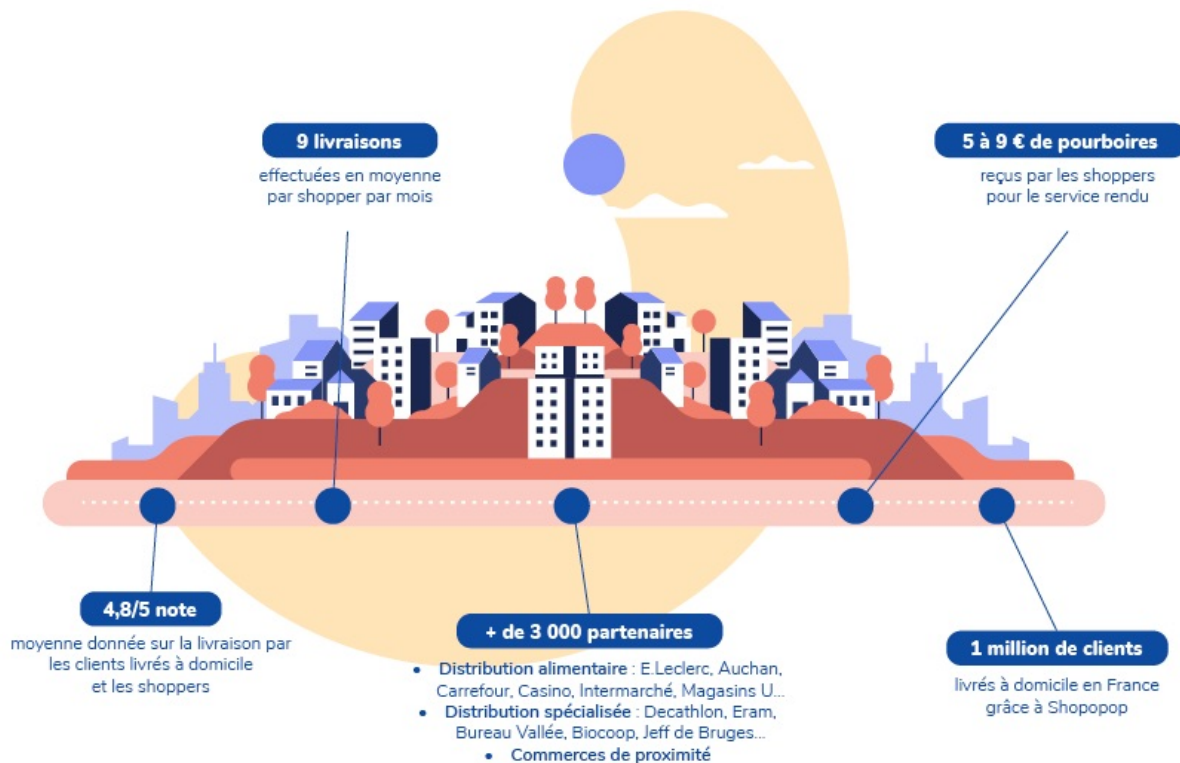 9 livraisons
effectuées en moyenne
par shopper par mois
5 à 9 € de pourboires
reçus par les shoppers
pour le service rendu
4,8/5 note
moyenne donnée sur la livraison par
les clients livrés à domicile
et les shoppers
+ de 3 000 partenaires
• Distribution alimentaire : E.Leclerc, Auchan,
Carrefour, Casino, Intermarché, Magasins U...
• Distribution spécialisée : Decathlon, Eram,
Bureau Vallée, Biocoop, Jeff de Bruges...
• Commerces de proximité
1 million de clients
livrés à domicile en France
grâce à Shopopop